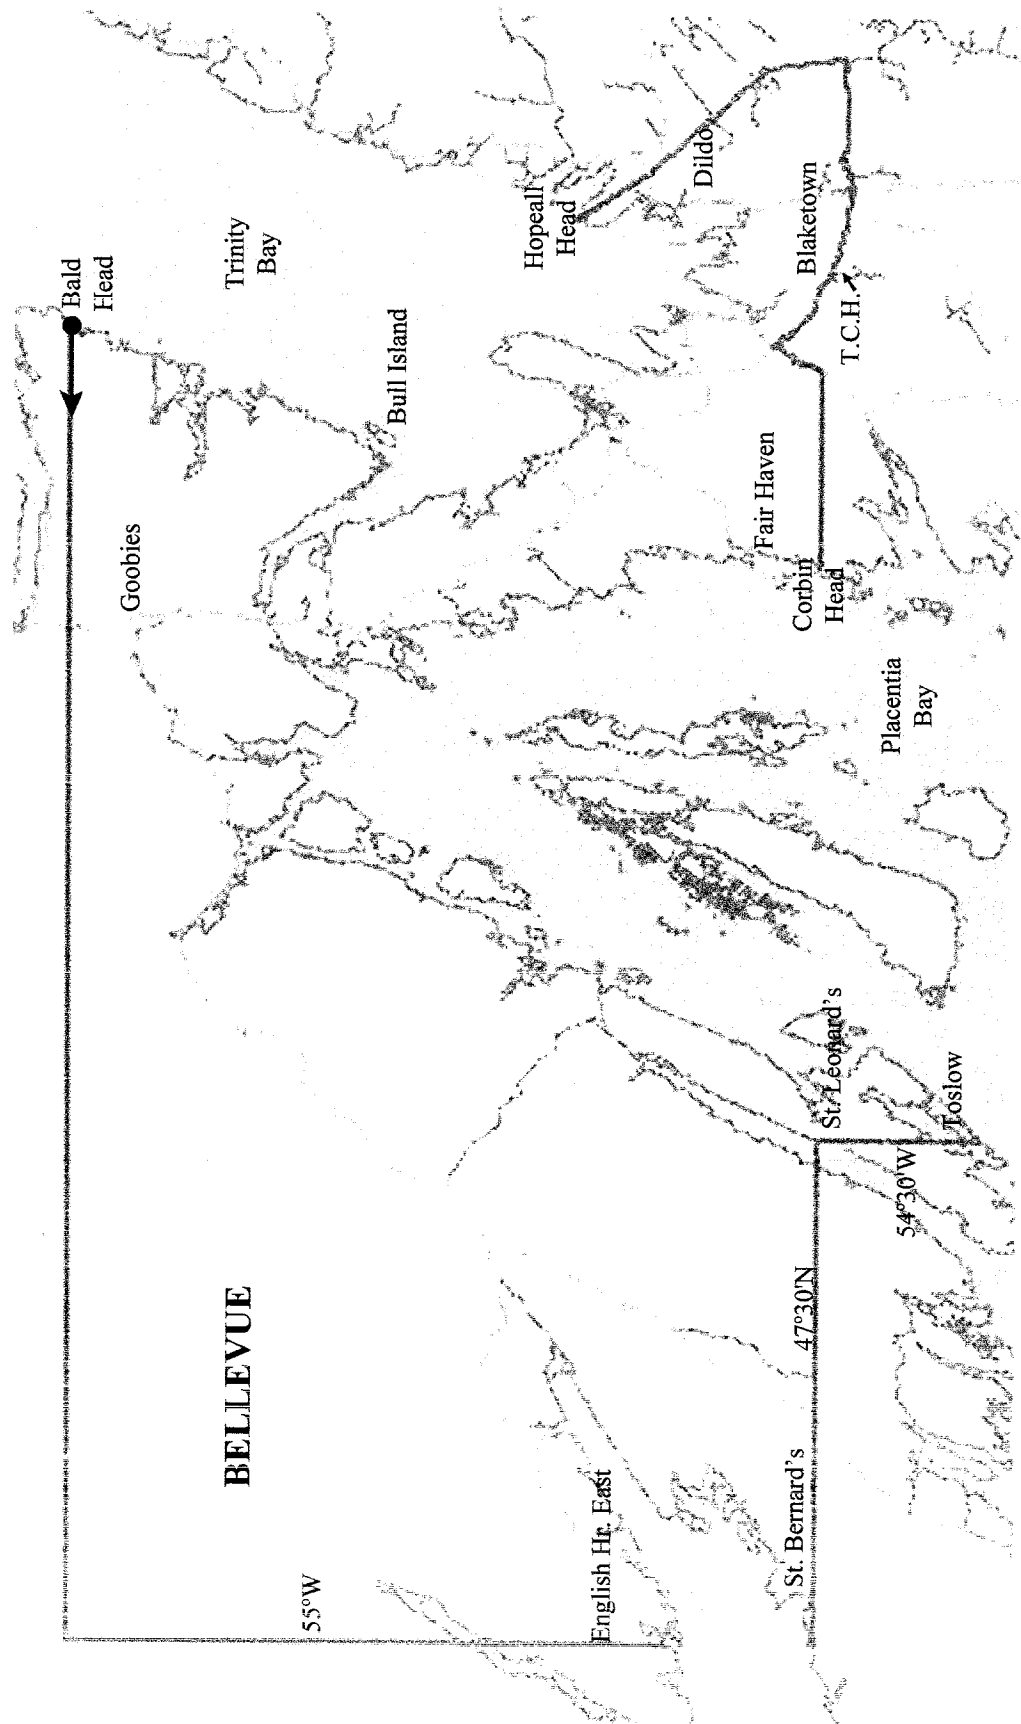 Bald
Head
Trinity
Bay
Goobies
Bull Island
Hopeall
Head
Dildo
Blaketown
T.C.H.
Fair Haven
Corbin
Head
Placentia
Bay
St. Leonard's
Toslow
54°30'W
47°30'N
BELLEVUE
St. Bernard's
English Hr. East
55°W